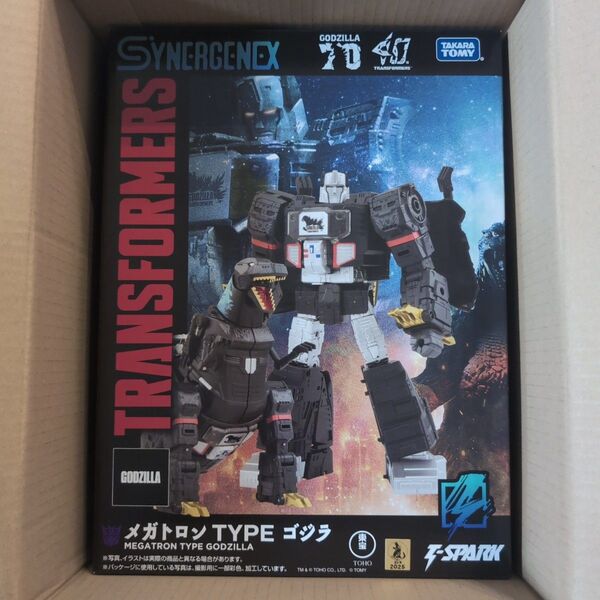 SYNERGENEX
GODZILLA
70
40
TRANSFORMERS
TAKARA
TOMY
TRANSFORMERS
GODZILLA
GODZILLA
メガトロン TYPE ゴジラ
MEGATRON TYPE GODZILLA
※写真、イラストは実際の商品と異なる場合があります。
※パッケージに使用している写真は、撮影用に一部彩色、加工しています。
東宝
TOHO
2025
TM & © TOHO CO., LTD. © TOMY
T-SPARK